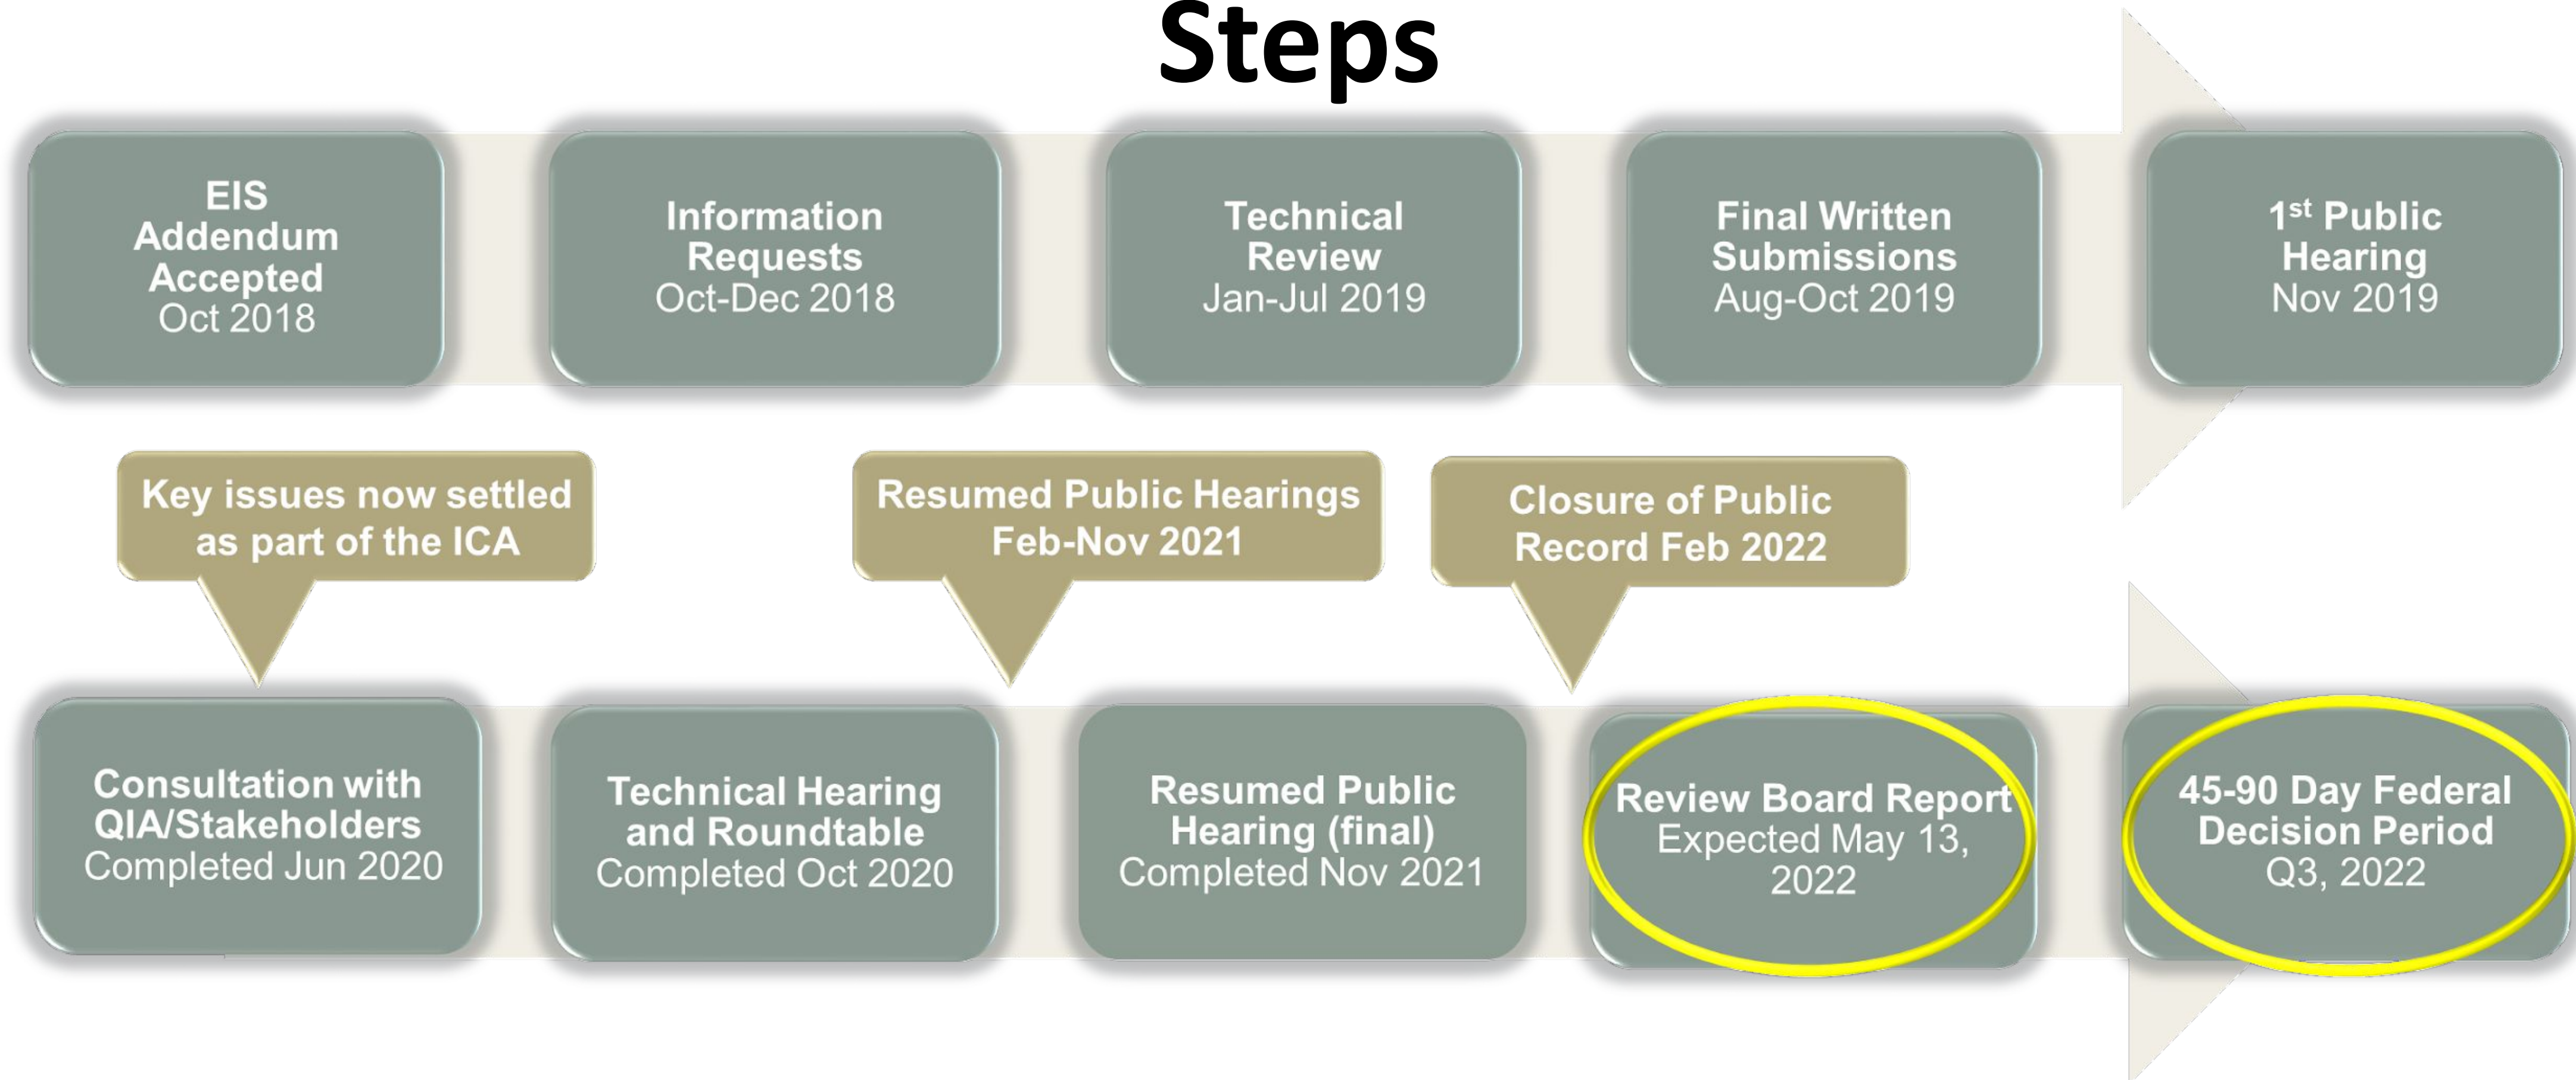 Steps
EIS
Addendum
Accepted
Oct 2018
Information
Requests
Oct-Dec 2018
Technical
Review
Jan-Jul 2019
Final Written
Submissions
Aug-Oct 2019
1st Public
Hearing
Nov 2019
Key issues now settled
as part of the ICA
Resumed Public Hearings
Feb-Nov 2021
Closure of Public
Record Feb 2022
Consultation with
QIA/Stakeholders
Completed Jun 2020
Technical Hearing
and Roundtable
Completed Oct 2020
Resumed Public
Hearing (final)
Completed Nov 2021
Review Board Report
Expected May 13,
2022
45-90 Day Federal
Decision Period
Q3, 2022